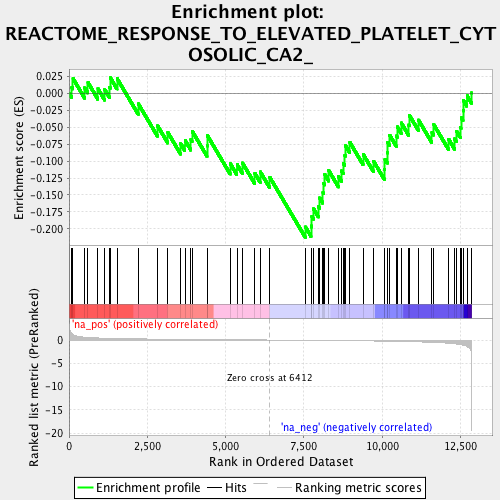 Enrichment plot:
REACTOME_RESPONSE_TO_ELEVATED_PLATELET_CYT
OSOLIC_CA2_
Enrichment score (ES)
0.025
0.000
-0.025
-0.050
-0.075
-0.100
-0.125
-0.150
-0.175
-0.200
'na_pos' (positively correlated)
Ranked list metric (PreRanked)
0
-5
-10
-15
-20
Zero cross at 6412
'na_neg' (negatively correlated)
0
2,500
5,000
7,500
10,000
12,500
Rank in Ordered Dataset
Enrichment profile
Hits
Ranking metric scores